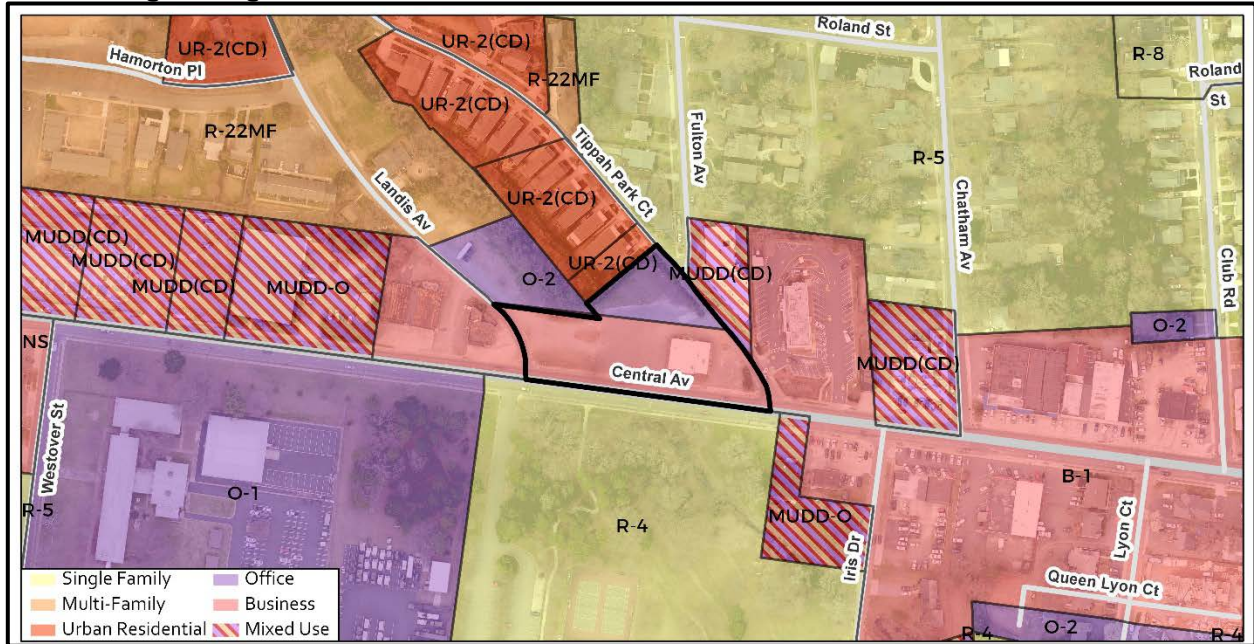 Roland St
UR-2(CD)
Hamorton Pl
R-22MF
R-8
Roland
St
UR-2(CD)
R-22MF
Tippah Park Ct
Fulton Av
R-5
Landis Av
UR-2(CD)
Chatham Av
Club Rd
MUDD(CD)
MUDD(CD)
MUDD(CD)
MUDD-O
O-2
UR-2(CD)
MUDD(CD)
O-2
NS
Central Av
MUDD(CD)
Westover St
O-1
R-5
R-4
MUDD-O
B-1
Iris Dr
Lyon Ct
Queen Lyon Ct
R-4
O-2
R-4
Single Family
Office
Multi-Family
Business
Urban Residential
Mixed Use